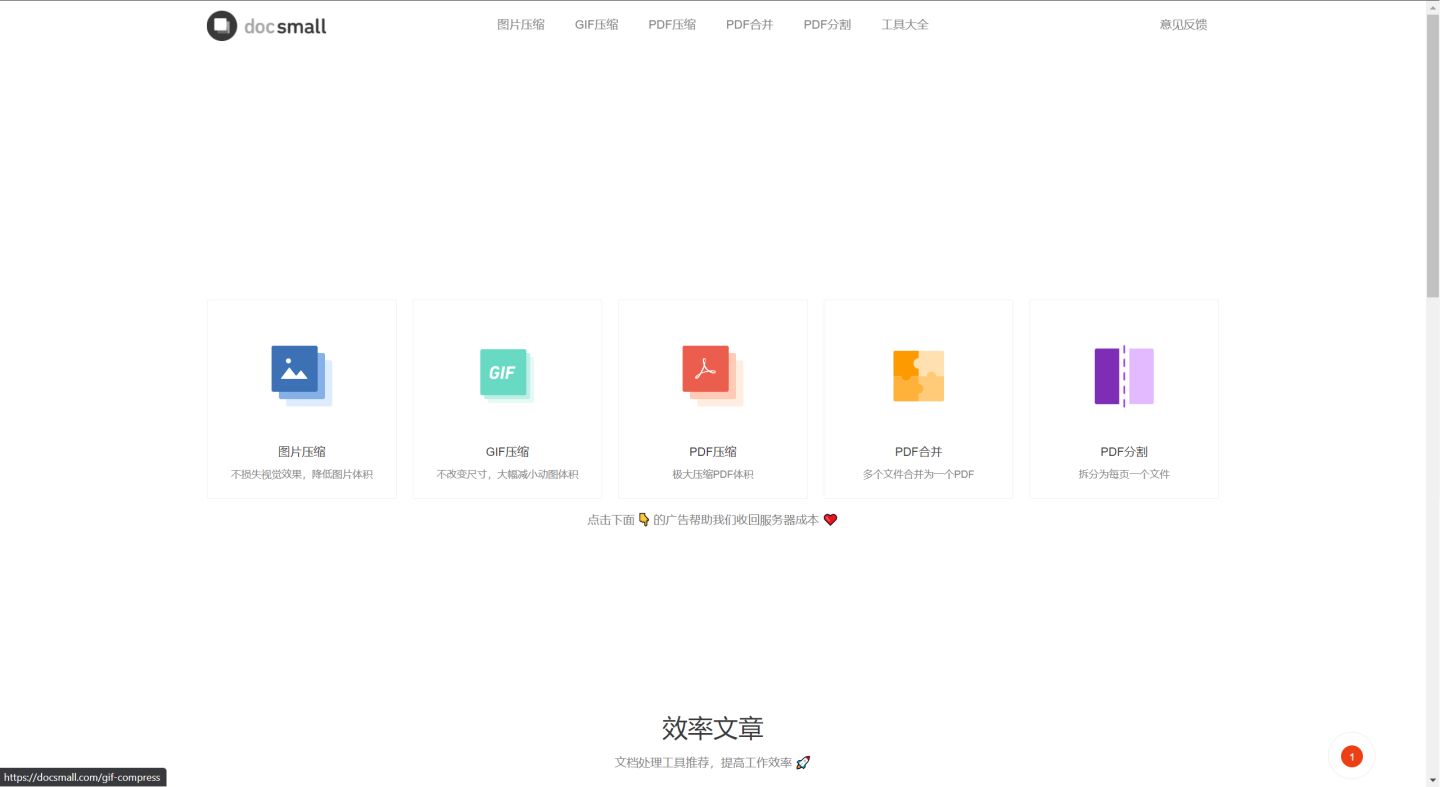 docsmall 图片压缩 GIF压缩 PDF压缩 PDF合并 PDF分割 工具大全 意见反馈
GIF
图片压缩 GIF压缩 PDF压缩 PDF合并 PDF分割
不损失视觉效果，降低图片体积 不改变尺寸，大幅减小动图体积 极大压缩PDF体积 多个文件合并为一个PDF 拆分为每页一个文件
点击下面👇的广告帮助我们收回服务器成本 ❤️
效率文章
文档处理工具推荐，提高工作效率 🚀
1
https://docsmall.com/gif-compress